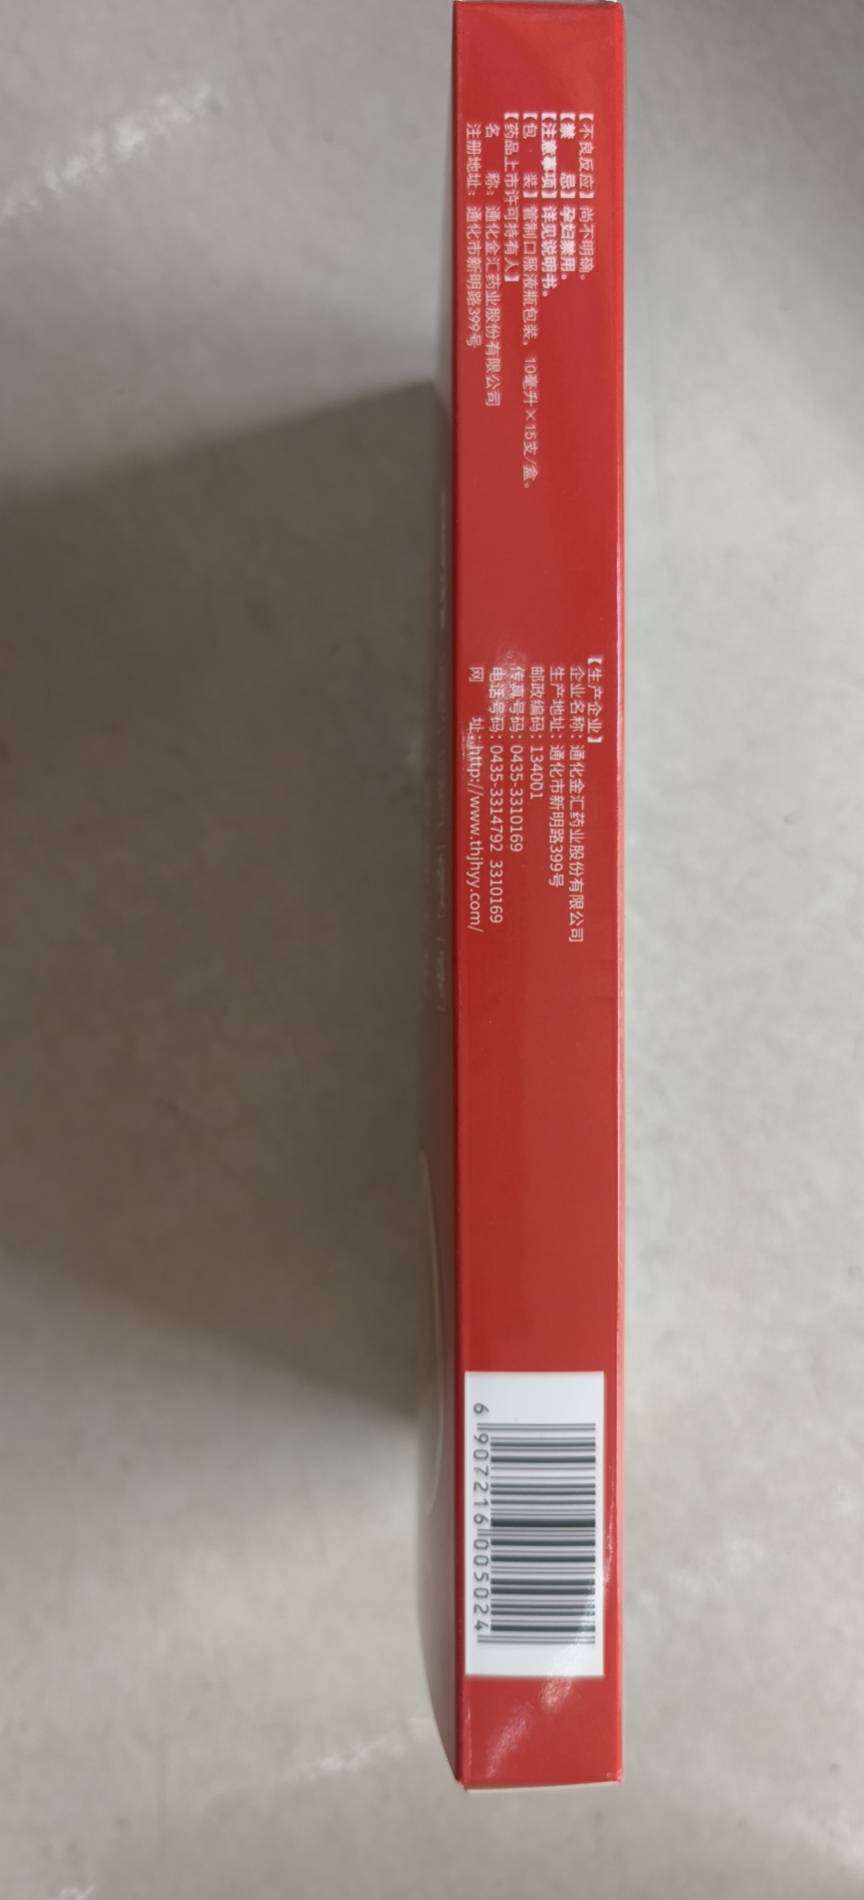 【不良反应】尚不明确。
【禁 忌】孕妇禁用。
【注意事项】详见说明书。
【包 装】管制口服液瓶包装，10毫升×15支/盒。
【药品上市许可持有人】
名 称：通化金汇药业股份有限公司
注册地址：通化市新明路399号
【生产企业】
企业名称：通化金汇药业股份有限公司
生产地址：通化市新明路399号
邮政编码：134001
传真号码：0435-3310169
电话号码：0435-3314792 3310169
网 址：http://www.thjhyy.com/
6 907216 005024